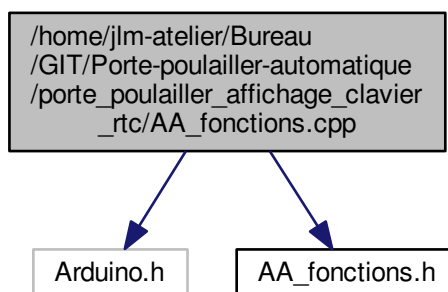 /home/jlm-atelier/Bureau
/GIT/Porte-poulailler-automatique
/porte_poulailler_affichage_clavier
_rtc/AA_fonctions.cpp
Arduino.h
AA_fonctions.h